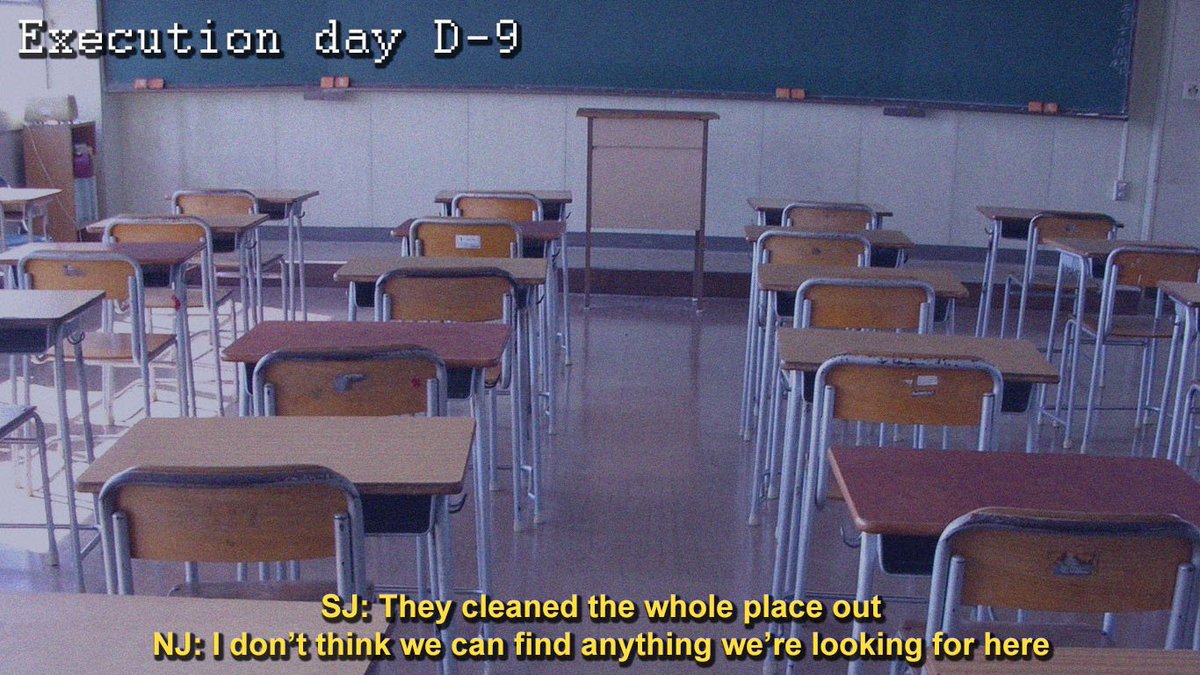 Execution day D-9
SJ: They cleaned the whole place out
NJ: I don’t think we can find anything we’re looking for here